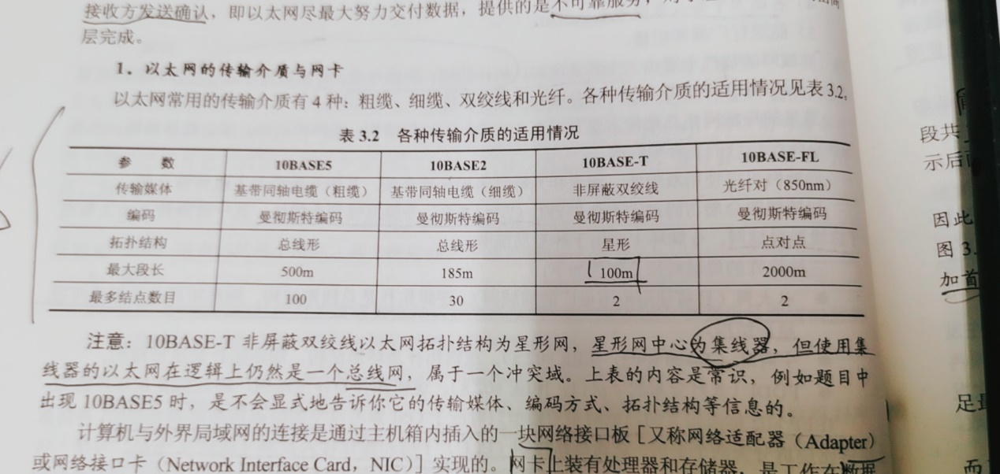 接收方发送确认，即以太网尽最大努力交付数据，提供的是不可靠服务，
层完成。
1、以太网的传输介质与网卡
以太网常用的传输介质有 4 种：粗缆、细缆、双绞线和光纤。各种传输介质的适用情况见表 3.2。
表 3.2 各种传输介质的适用情况
参 数 10BASE5 10BASE2 10BASE-T 10BASE-FL
传输媒体 基带同轴电缆（粗缆） 基带同轴电缆（细缆） 非屏蔽双绞线 光纤对（850nm）
编码 曼彻斯特编码 曼彻斯特编码 曼彻斯特编码 曼彻斯特编码
拓扑结构 总线形 总线形 星形 点对点
最大段长 500m 185m 100m 2000m
最多结点数目 100 30 2 2
注意：10BASE-T 非屏蔽双绞线以太网拓扑结构为星形网，星形网中心为集线器，但使用集
线器的以太网在逻辑上仍然是一个总线网，属于一个冲突域。上表的内容是常识，例如题目中
出现 10BASE5 时，是不会显式地告诉你它的传输媒体、编码方式、拓扑结构等信息的。
计算机与外界局域网的连接是通过主机箱内插入的一块网络接口板［又称网络适配器（Adapter）
或网络接口卡（Network Interface Card，NIC）］实现的。网卡上装有处理器和存储器，是工作在数据
段共
示后面
因此
图 3.
加首
足最
而